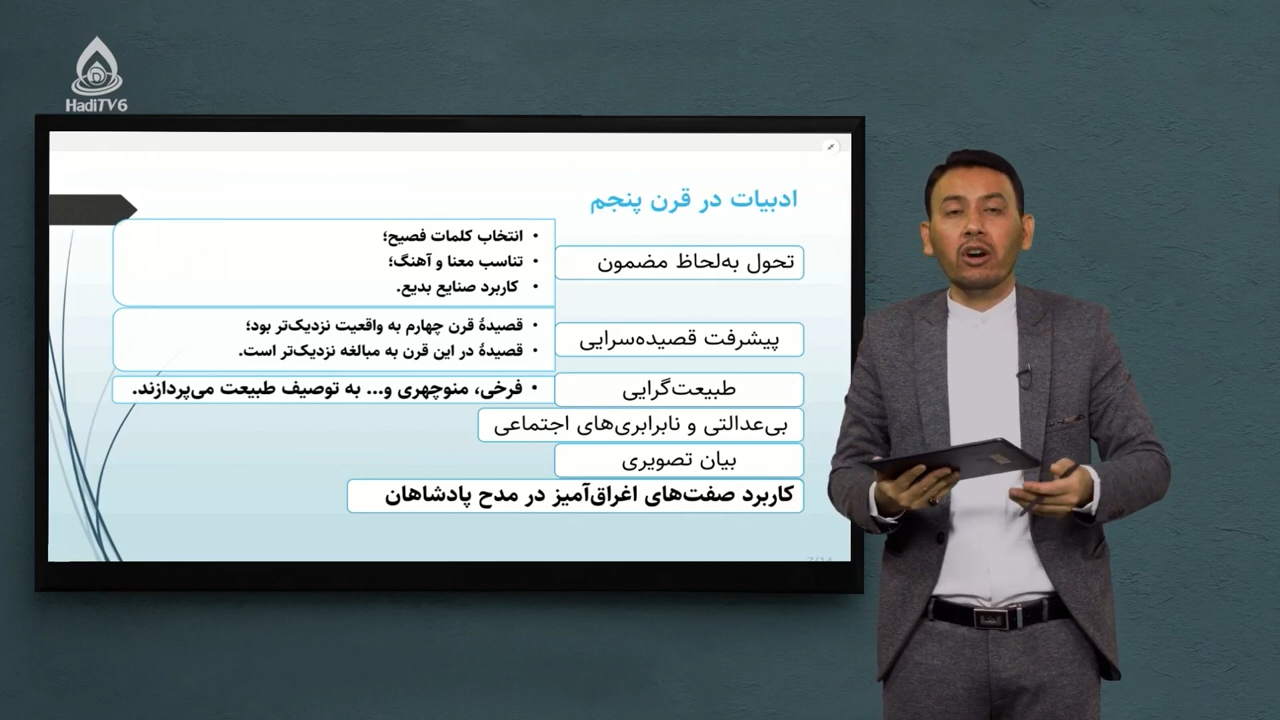 HadiTV6
ادبیات در قرن پنجم
تحول به‌لحاظ مضمون
• انتخاب کلمات فصیح؛
• تناسب معنا و آهنگ؛
• کاربرد صنایع بدیع.
پیشرفت قصیده‌سرایی
• قصیدۀ قرن چهارم به واقعیت نزدیک‌تر بود؛
• قصیدۀ در این قرن به مبالغه نزدیک‌تر است.
طبیعت‌گرایی
• فرخی، منوچهری و... به توصیف طبیعت می‌پردازند.
بی‌عدالتی و نابرابری‌های اجتماعی
بیان تصویری
کاربرد صفت‌های اغراق‌آمیز در مدح پادشاهان